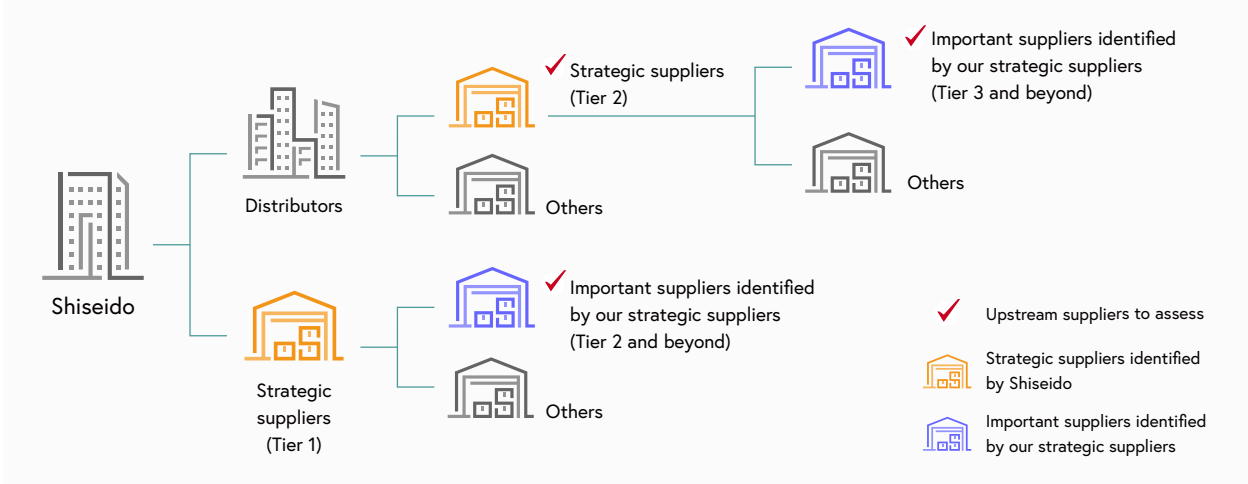 Shiseido
Distributors
Strategic
suppliers
(Tier 1)
Strategic suppliers
(Tier 2)
Others
Important suppliers identified
by our strategic suppliers
(Tier 2 and beyond)
Others
Important suppliers identified
by our strategic suppliers
(Tier 3 and beyond)
Others
Upstream suppliers to assess
Strategic suppliers identified
by Shiseido
Important suppliers identified
by our strategic suppliers